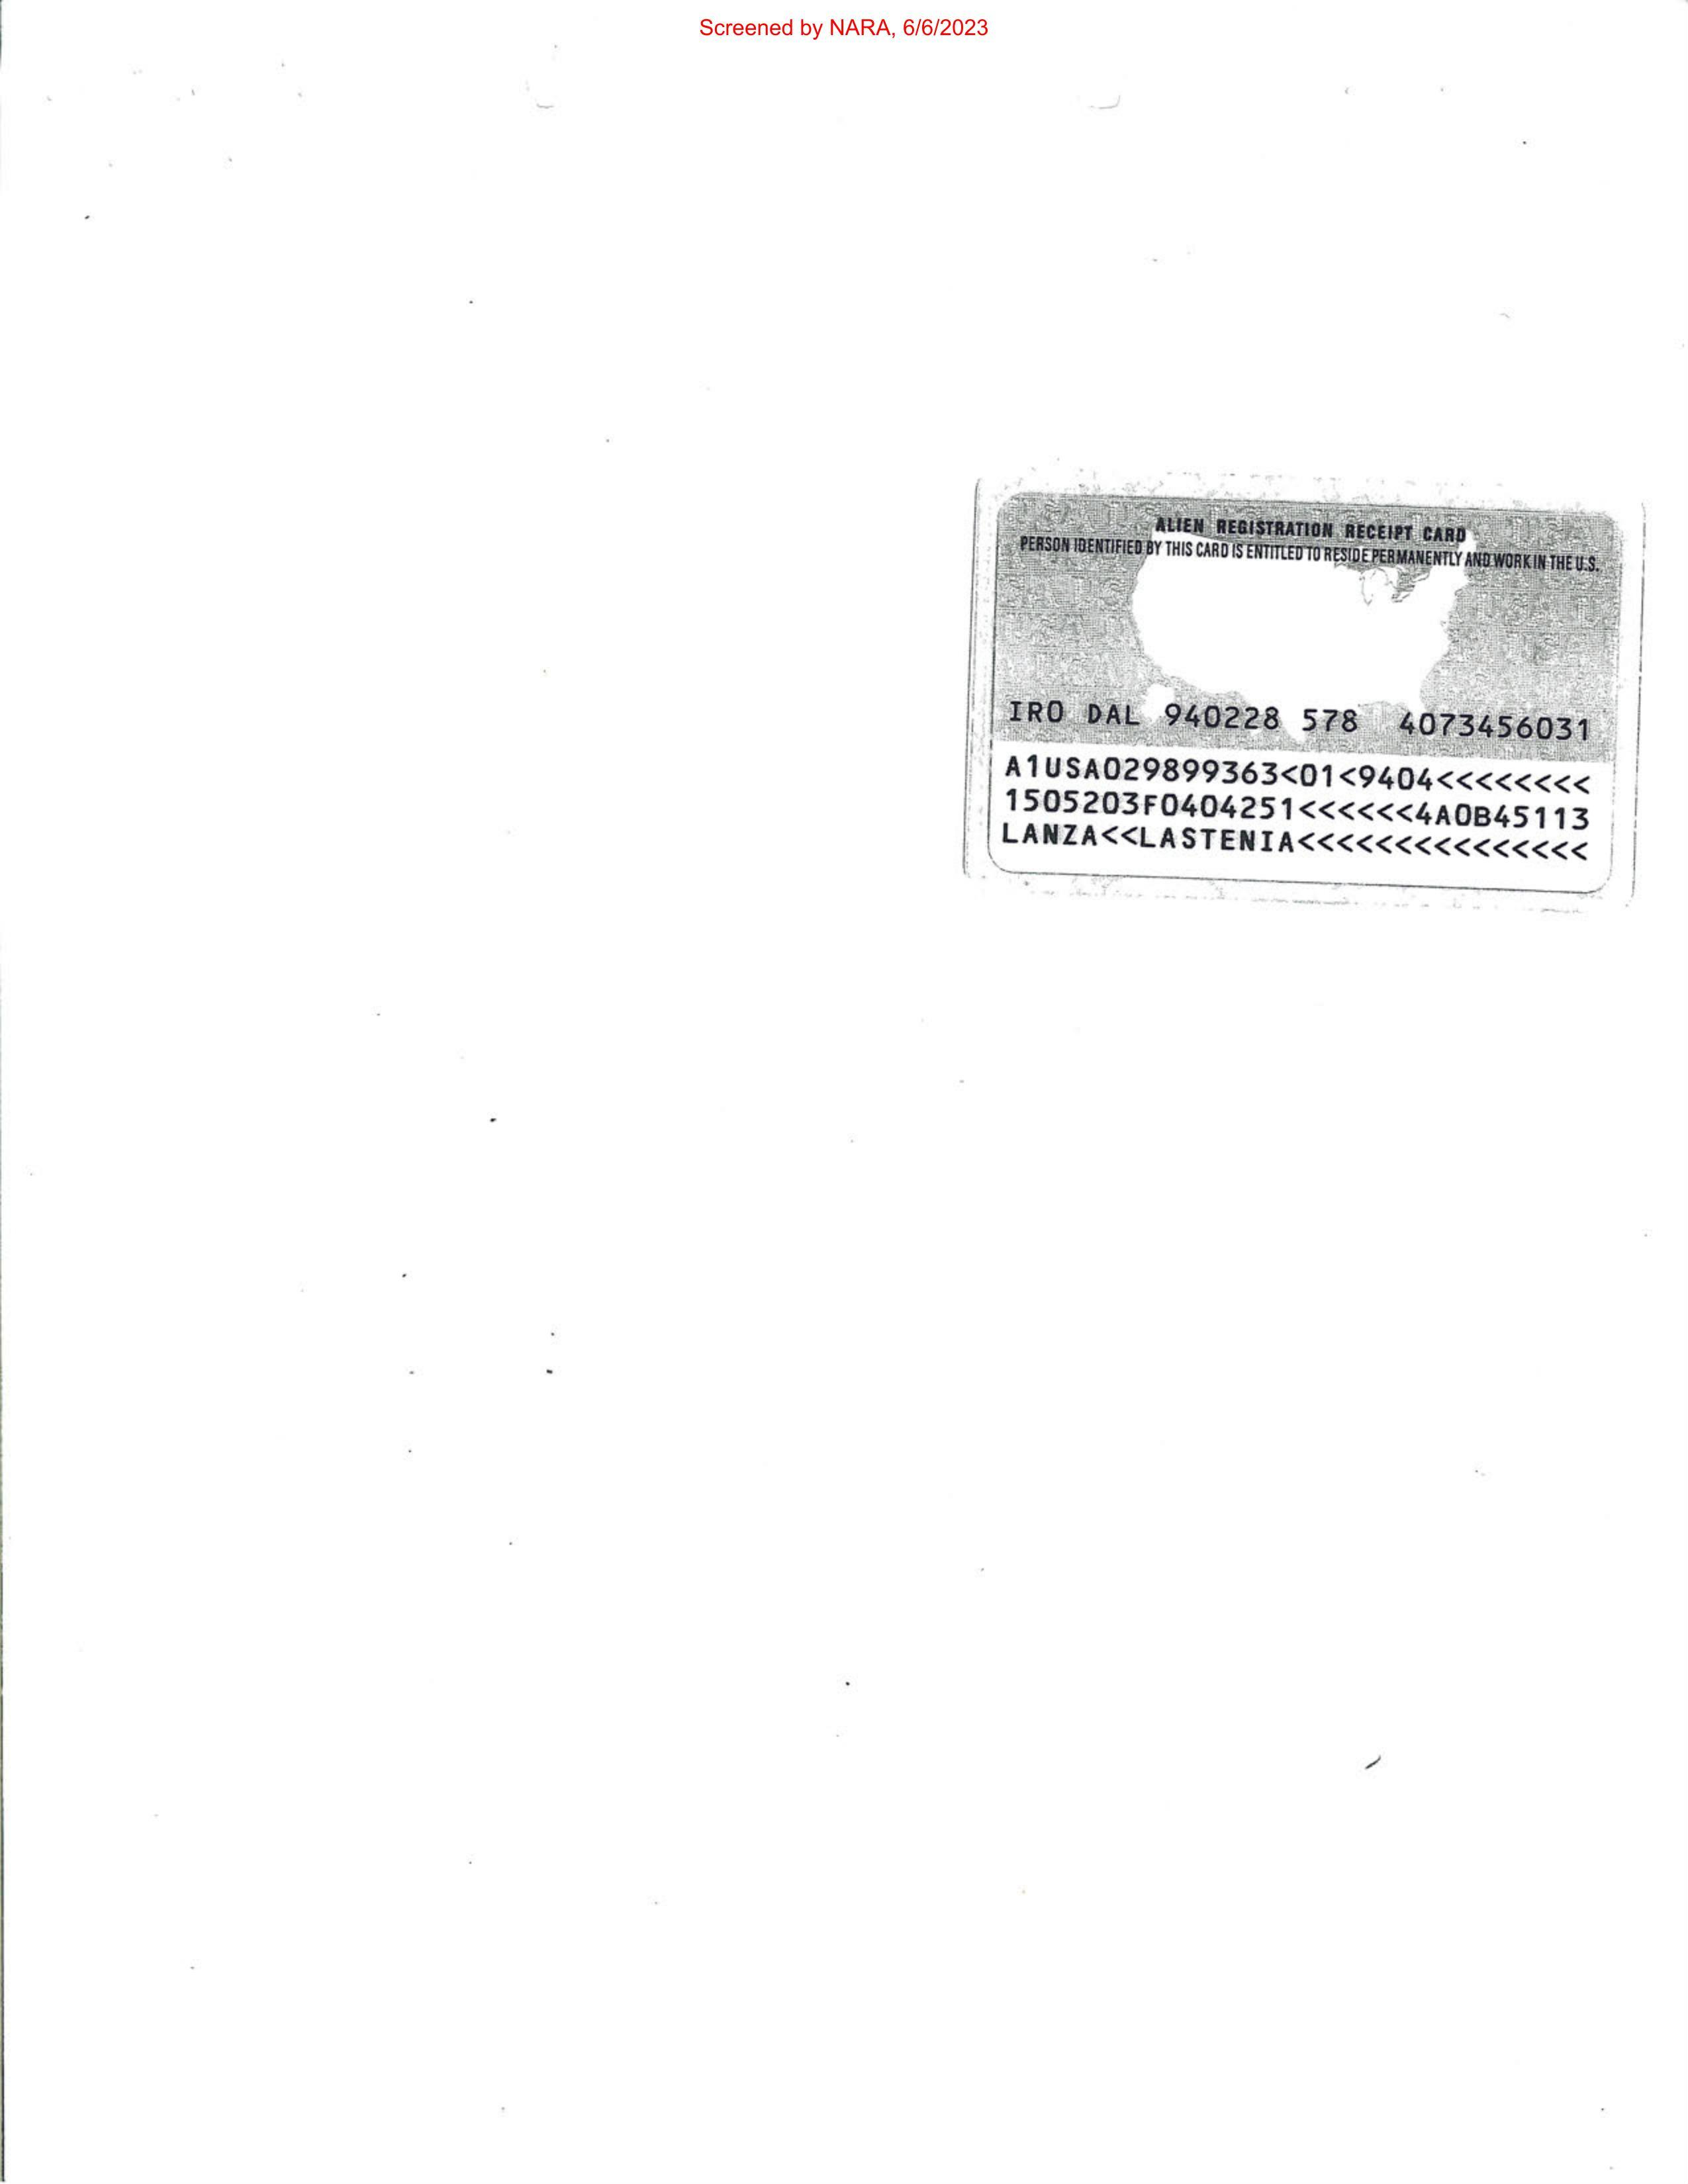 Screened by NARA, 6/6/2023
ALIEN REGISTRATION RECEIPT CARD
PERSON IDENTIFIED BY THIS CARD IS ENTITLED TO RESIDE PERMANENTLY AND WORK IN THE U.S.
IRO DAL 940228 578 4073456031
A1USA029899363<01<9404<<<<<<<<
1505203F0404251<<<<<<4A0B45113
LANZA<<LASTENIA<<<<<<<<<<<<<<<